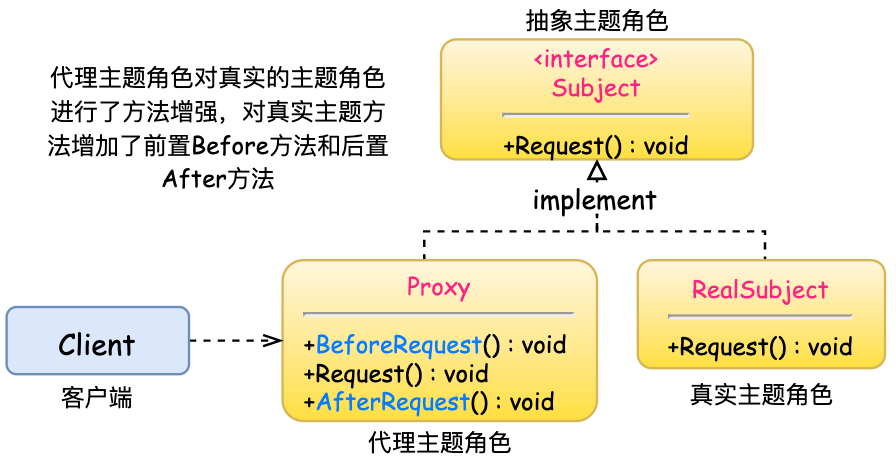 抽象主题角色
<interface>
Subject
+Request() : void
代理主题角色对真实的主题角色
进行了方法增强，对真实主题方
法增加了前置Before方法和后置
After方法
implement
Proxy
+BeforeRequest() : void
+Request() : void
+AfterRequest() : void
代理主题角色
RealSubject
+Request() : void
真实主题角色
Client
客户端